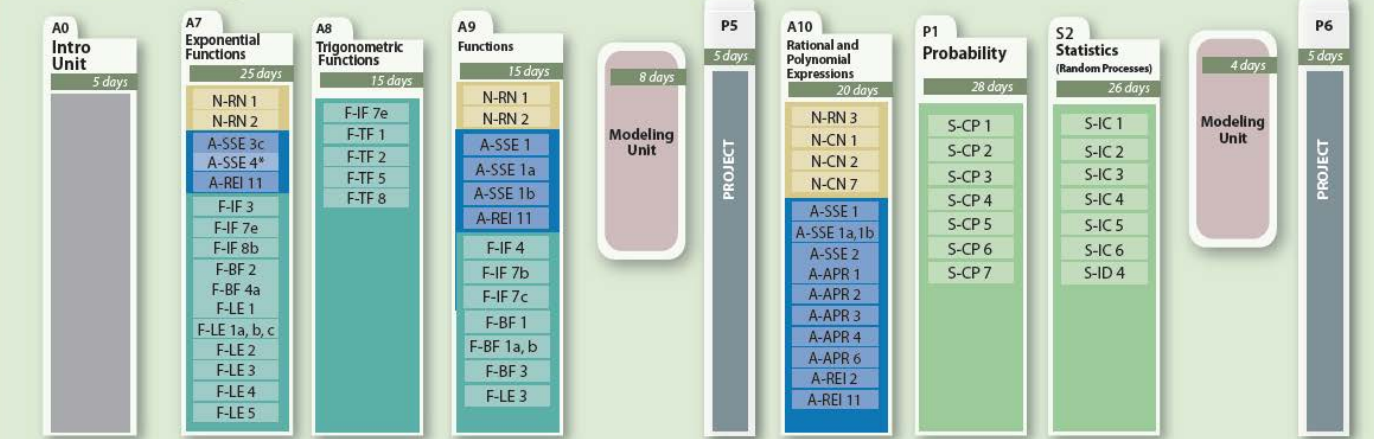 A0
Intro
Unit
5 days
A7
Exponential
Functions
25 days
N-RN 1
N-RN 2
A-SSE 3c
A-SSE 4*
A-REI 11
F-IF 3
F-IF 7e
F-IF 8b
F-BF 2
F-BF 4a
F-LE 1
F-LE 1a, b, c
F-LE 2
F-LE 3
F-LE 4
F-LE 5
A8
Trigonometric
Functions
15 days
F-IF 7e
F-TF 1
F-TF 2
F-TF 5
F-TF 8
A9
Functions
15 days
N-RN 1
N-RN 2
A-SSE 1
A-SSE 1a
A-SSE 1b
A-REI 11
F-IF 4
F-IF 7b
F-IF 7c
F-BF 1
F-BF 1a, b
F-BF 3
F-LE 3
8 days
Modeling
Unit
P5
5 days
PROJECT
A10
Rational and
Polynomial
Expressions
20 days
N-RN 3
N-CN 1
N-CN 2
N-CN 7
A-SSE 1
A-SSE 1a,1b
A-SSE 2
A-APR 1
A-APR 2
A-APR 3
A-APR 4
A-APR 6
A-REI 2
A-REI 11
P1
Probability
28 days
S-CP 1
S-CP 2
S-CP 3
S-CP 4
S-CP 5
S-CP 6
S-CP 7
S2
Statistics
(Random Processes)
26 days
S-IC 1
S-IC 2
S-IC 3
S-IC 4
S-IC 5
S-IC 6
S-ID 4
4 days
Modeling
Unit
P6
5 days
PROJECT